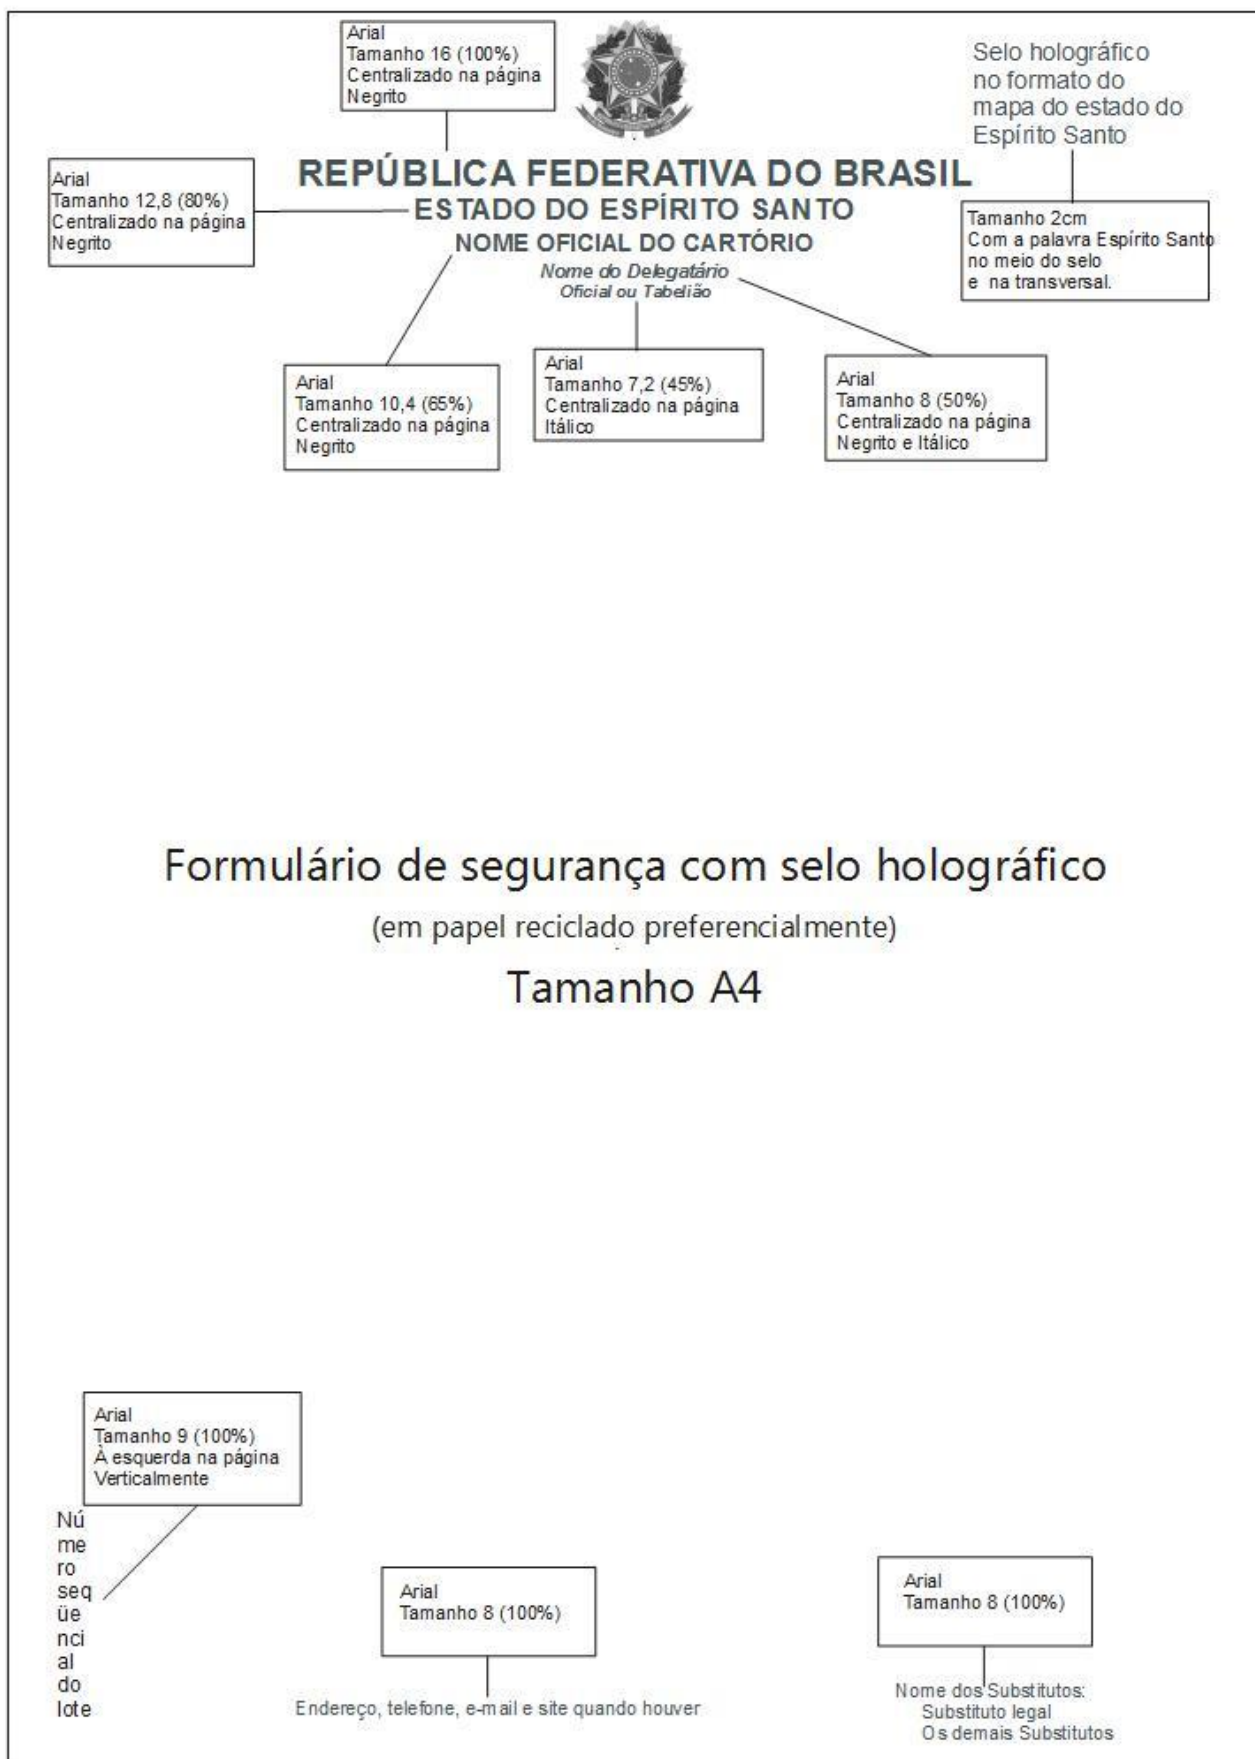 Arial
Tamanho 16 (100%)
Centralizado na página
Negrito
Selo holográfico
no formato do
mapa do estado do
Espírito Santo
REPÚBLICA FEDERATIVA DO BRASIL
Arial
Tamanho 12,8 (80%)
Centralizado na página
Negrito
ESTADO DO ESPÍRITO SANTO
Tamanho 2cm
Com a palavra Espírito Santo
no meio do selo
e na transversal.
NOME OFICIAL DO CARTÓRIO
Nome do Delegatário
Oficial ou Tabelião
Arial
Tamanho 10,4 (65%)
Centralizado na página
Negrito
Arial
Tamanho 7,2 (45%)
Centralizado na página
Itálico
Arial
Tamanho 8 (50%)
Centralizado na página
Negrito e Itálico
Formulário de segurança com selo holográfico
(em papel reciclado preferencialmente)
Tamanho A4
Arial
Tamanho 9 (100%)
À esquerda na página
Verticalmente
Nú
me
ro
seq
üe
nci
al
do
lote
Arial
Tamanho 8 (100%)
Endereço, telefone, e-mail e site quando houver
Arial
Tamanho 8 (100%)
Nome dos Substitutos:
Substituto legal
Os demais Substitutos